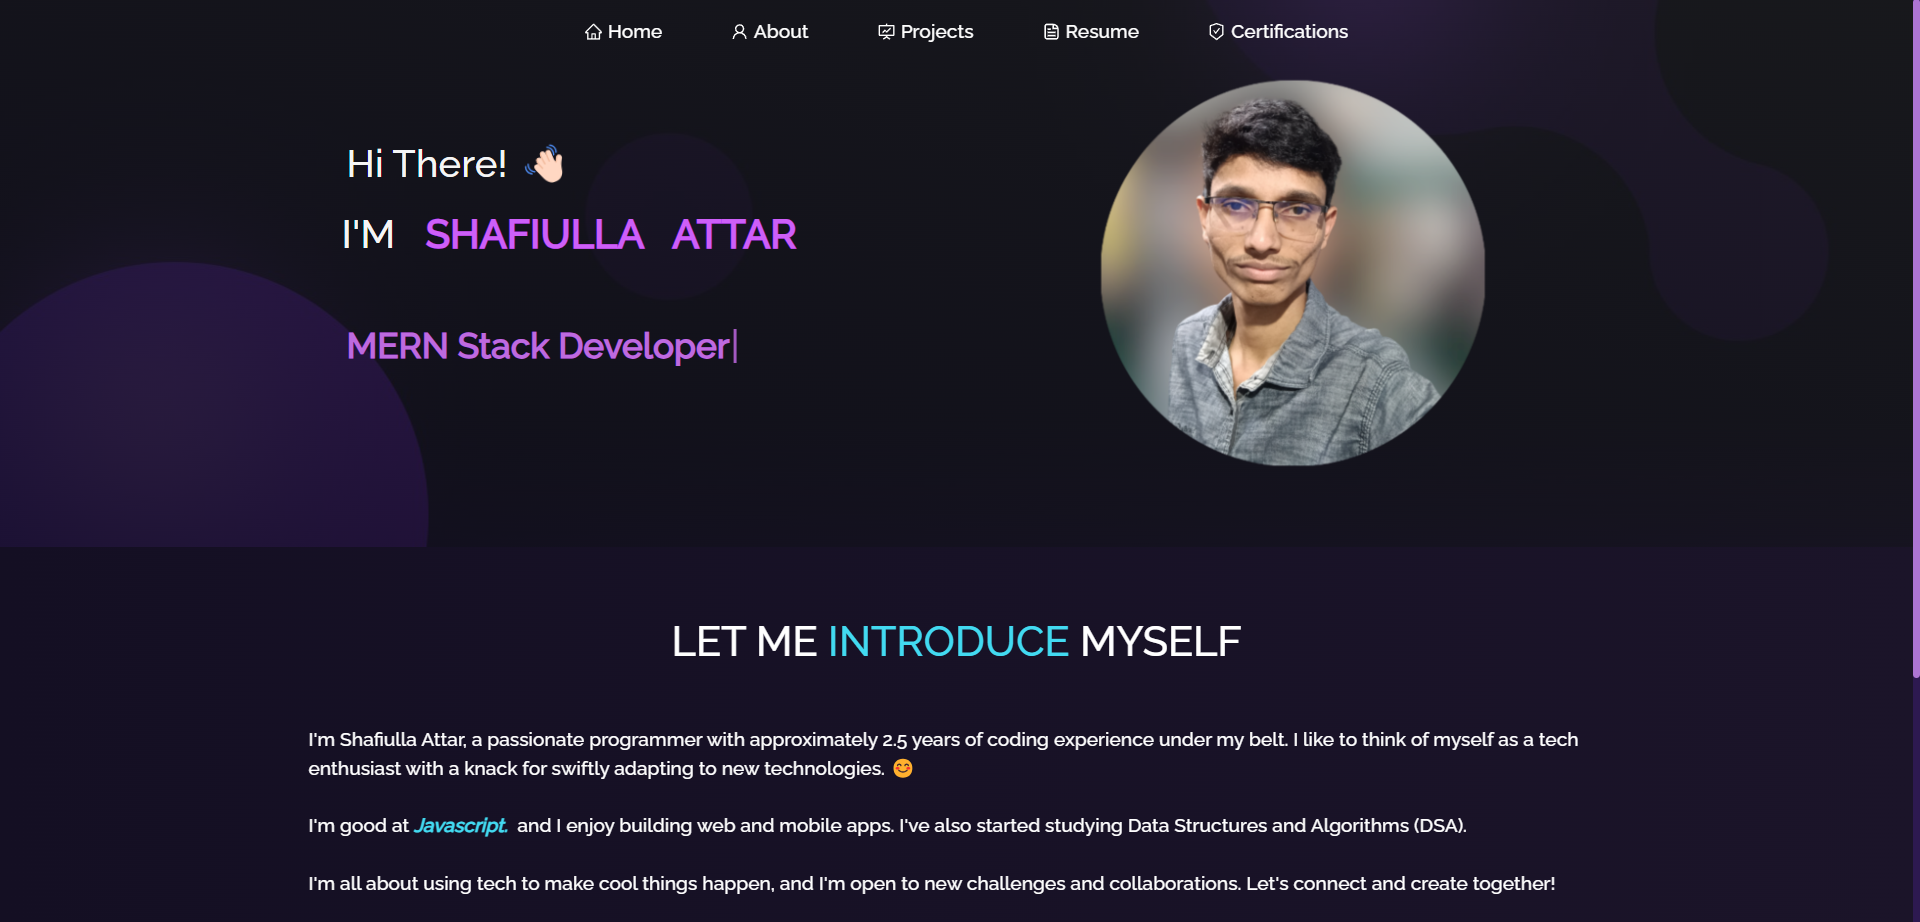 Home About Projects Resume Certifications
Hi There! 👋🏻
I'M SHAFIULLA ATTAR
MERN Stack Developer|
LET ME INTRODUCE MYSELF
I'm Shafiulla Attar, a passionate programmer with approximately 2.5 years of coding experience under my belt. I like to think of myself as a tech
enthusiast with a knack for swiftly adapting to new technologies. 😊
I'm good at Javascript. and I enjoy building web and mobile apps. I've also started studying Data Structures and Algorithms (DSA).
I'm all about using tech to make cool things happen, and I'm open to new challenges and collaborations. Let's connect and create together!